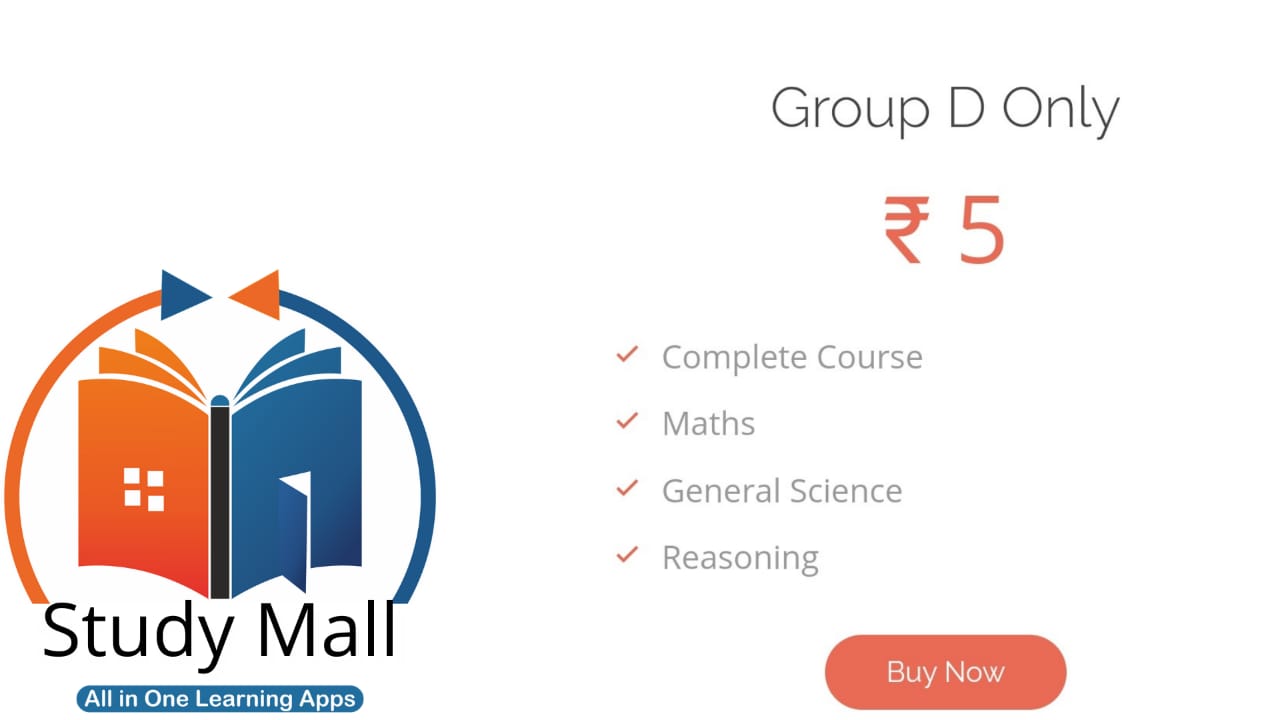 Group D Only
₹ 5
Complete Course
Maths
General Science
Reasoning
Buy Now
Study Mall
All in One Learning Apps